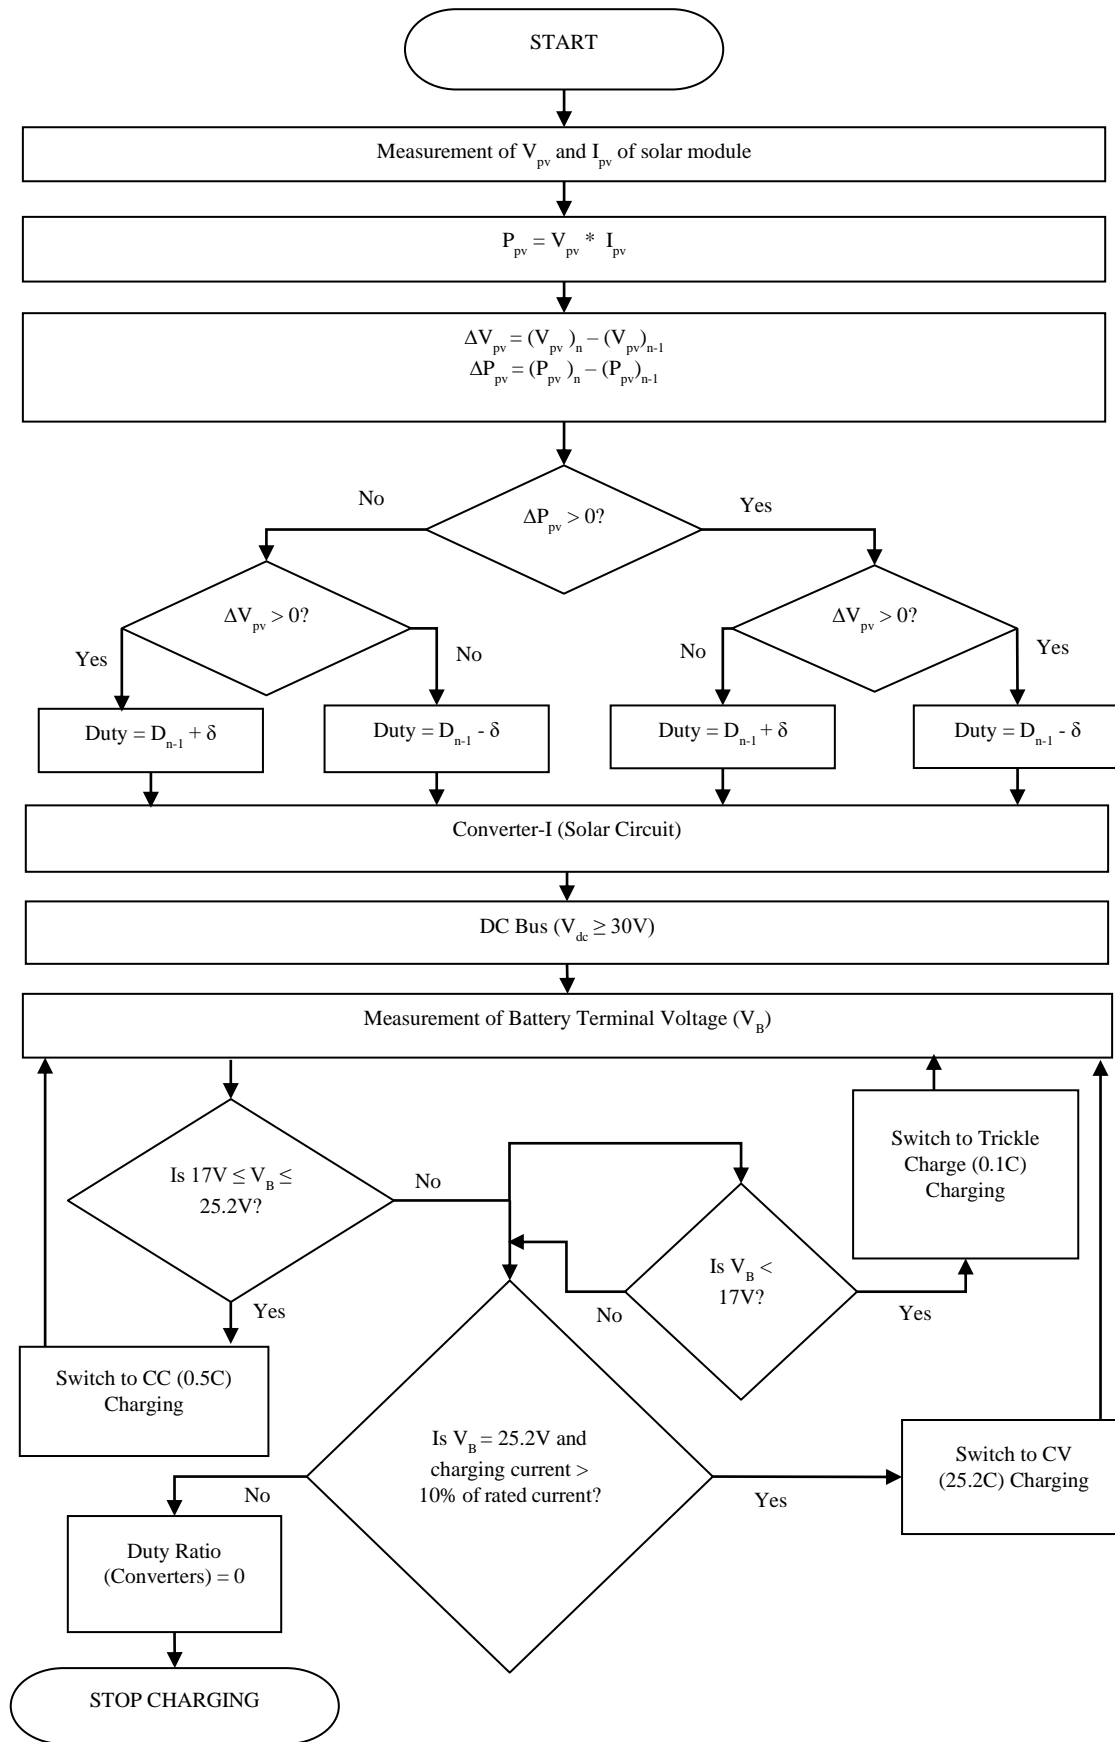 START
Measurement of Vpv and Ipv of solar module
Ppv = Vpv * Ipv
ΔVpv = (Vpv )n – (Vpv)n-1
ΔPpv = (Ppv )n – (Ppv)n-1
No
ΔPpv > 0?
Yes
ΔVpv > 0?
Yes
No
ΔVpv > 0?
No
Yes
Duty = Dn-1 + δ
Duty = Dn-1 - δ
Duty = Dn-1 + δ
Duty = Dn-1 - δ
Converter-I (Solar Circuit)
DC Bus (Vdc ≥ 30V)
Measurement of Battery Terminal Voltage (VB)
Is 17V ≤ VB ≤
25.2V?
No
Yes
Switch to Trickle
Charge (0.1C)
Charging
Is VB <
17V?
No
Yes
Switch to CC (0.5C)
Charging
Is VB = 25.2V and
charging current >
10% of rated current?
No
Yes
Switch to CV
(25.2C) Charging
Duty Ratio
(Converters) = 0
STOP CHARGING